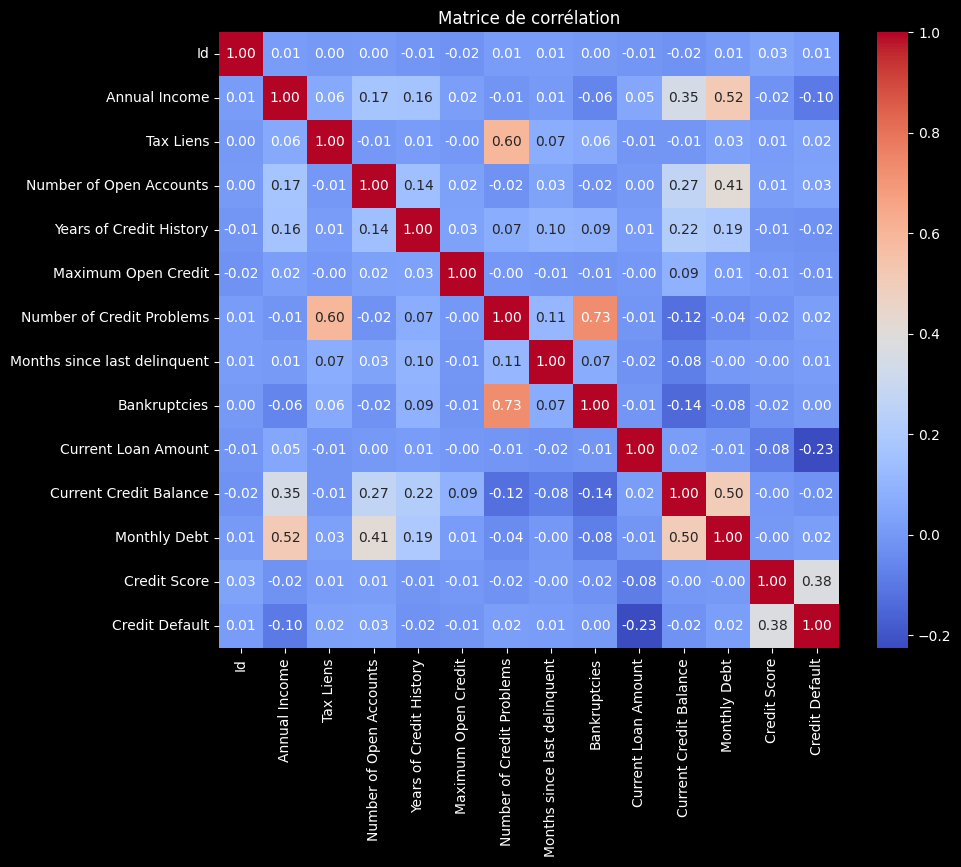 Matrice de corrélation
Id 1.00 0.01 0.00 0.00 -0.01 -0.02 0.01 0.01 0.00 -0.01 -0.02 0.01 0.03 0.01
Annual Income 0.01 1.00 0.06 0.17 0.16 0.02 -0.01 0.01 -0.06 0.05 0.35 0.52 -0.02 -0.10
Tax Liens 0.00 0.06 1.00 -0.01 0.01 -0.00 0.60 0.07 0.06 -0.01 -0.01 0.03 0.01 0.02
Number of Open Accounts 0.00 0.17 -0.01 1.00 0.14 0.02 -0.02 0.03 -0.02 0.00 0.27 0.41 0.01 0.03
Years of Credit History -0.01 0.16 0.01 0.14 1.00 0.03 0.07 0.10 0.09 0.01 0.22 0.19 -0.01 -0.02
Maximum Open Credit -0.02 0.02 -0.00 0.02 0.03 1.00 -0.00 -0.01 -0.01 -0.00 0.09 0.01 -0.01 -0.01
Number of Credit Problems 0.01 -0.01 0.60 -0.02 0.07 -0.00 1.00 0.11 0.73 -0.01 -0.12 -0.04 -0.02 0.02
Months since last delinquent 0.01 0.01 0.07 0.03 0.10 -0.01 0.11 1.00 0.07 -0.02 -0.08 -0.00 -0.00 0.01
Bankruptcies 0.00 -0.06 0.06 -0.02 0.09 -0.01 0.73 0.07 1.00 -0.01 -0.14 -0.08 -0.02 0.00
Current Loan Amount -0.01 0.05 -0.01 0.00 0.01 -0.00 -0.01 -0.02 -0.01 1.00 0.02 -0.01 -0.08 -0.23
Current Credit Balance -0.02 0.35 -0.01 0.27 0.22 0.09 -0.12 -0.08 -0.14 0.02 1.00 0.50 -0.00 -0.02
Monthly Debt 0.01 0.52 0.03 0.41 0.19 0.01 -0.04 -0.00 -0.08 -0.01 0.50 1.00 -0.00 0.02
Credit Score 0.03 -0.02 0.01 0.01 -0.01 -0.01 -0.02 -0.00 -0.02 -0.08 -0.00 -0.00 1.00 0.38
Credit Default 0.01 -0.10 0.02 0.03 -0.02 -0.01 0.02 0.01 0.00 -0.23 -0.02 0.02 0.38 1.00
Id
Annual Income
Tax Liens
Number of Open Accounts
Years of Credit History
Maximum Open Credit
Number of Credit Problems
Months since last delinquent
Bankruptcies
Current Loan Amount
Current Credit Balance
Monthly Debt
Credit Score
Credit Default
1.0
0.8
0.6
0.4
0.2
0.0
−0.2